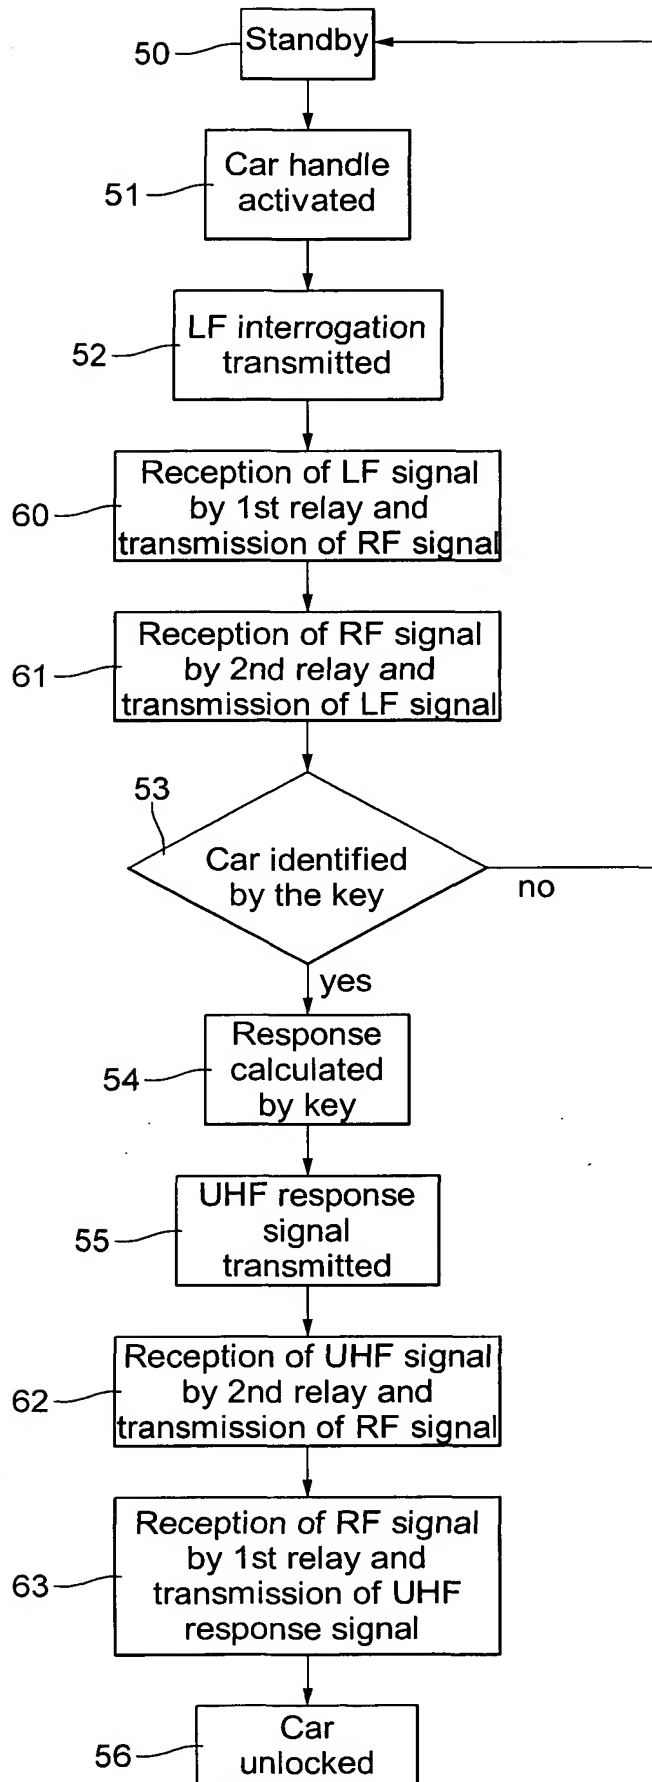 50
Standby
51
Car handle
activated
52
LF interrogation
transmitted
60
Reception of LF signal
by 1st relay and
transmission of RF signal
61
Reception of RF signal
by 2nd relay and
transmission of LF signal
53
Car identified
by the key
no
yes
54
Response
calculated
by key
55
UHF response
signal
transmitted
62
Reception of UHF signal
by 2nd relay and
transmission of RF signal
63
Reception of RF signal
by 1st relay and
transmission of UHF
response signal
56
Car
unlocked